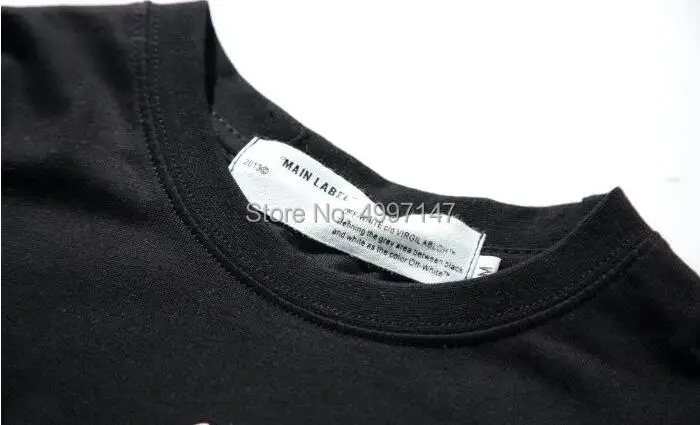 2013©
"MAIN LABEL"
OFF-WHITE c/o VIRGIL ABLOH™
defining the grey area between black
and white as the color Off-White™
M
Store No: 4997147